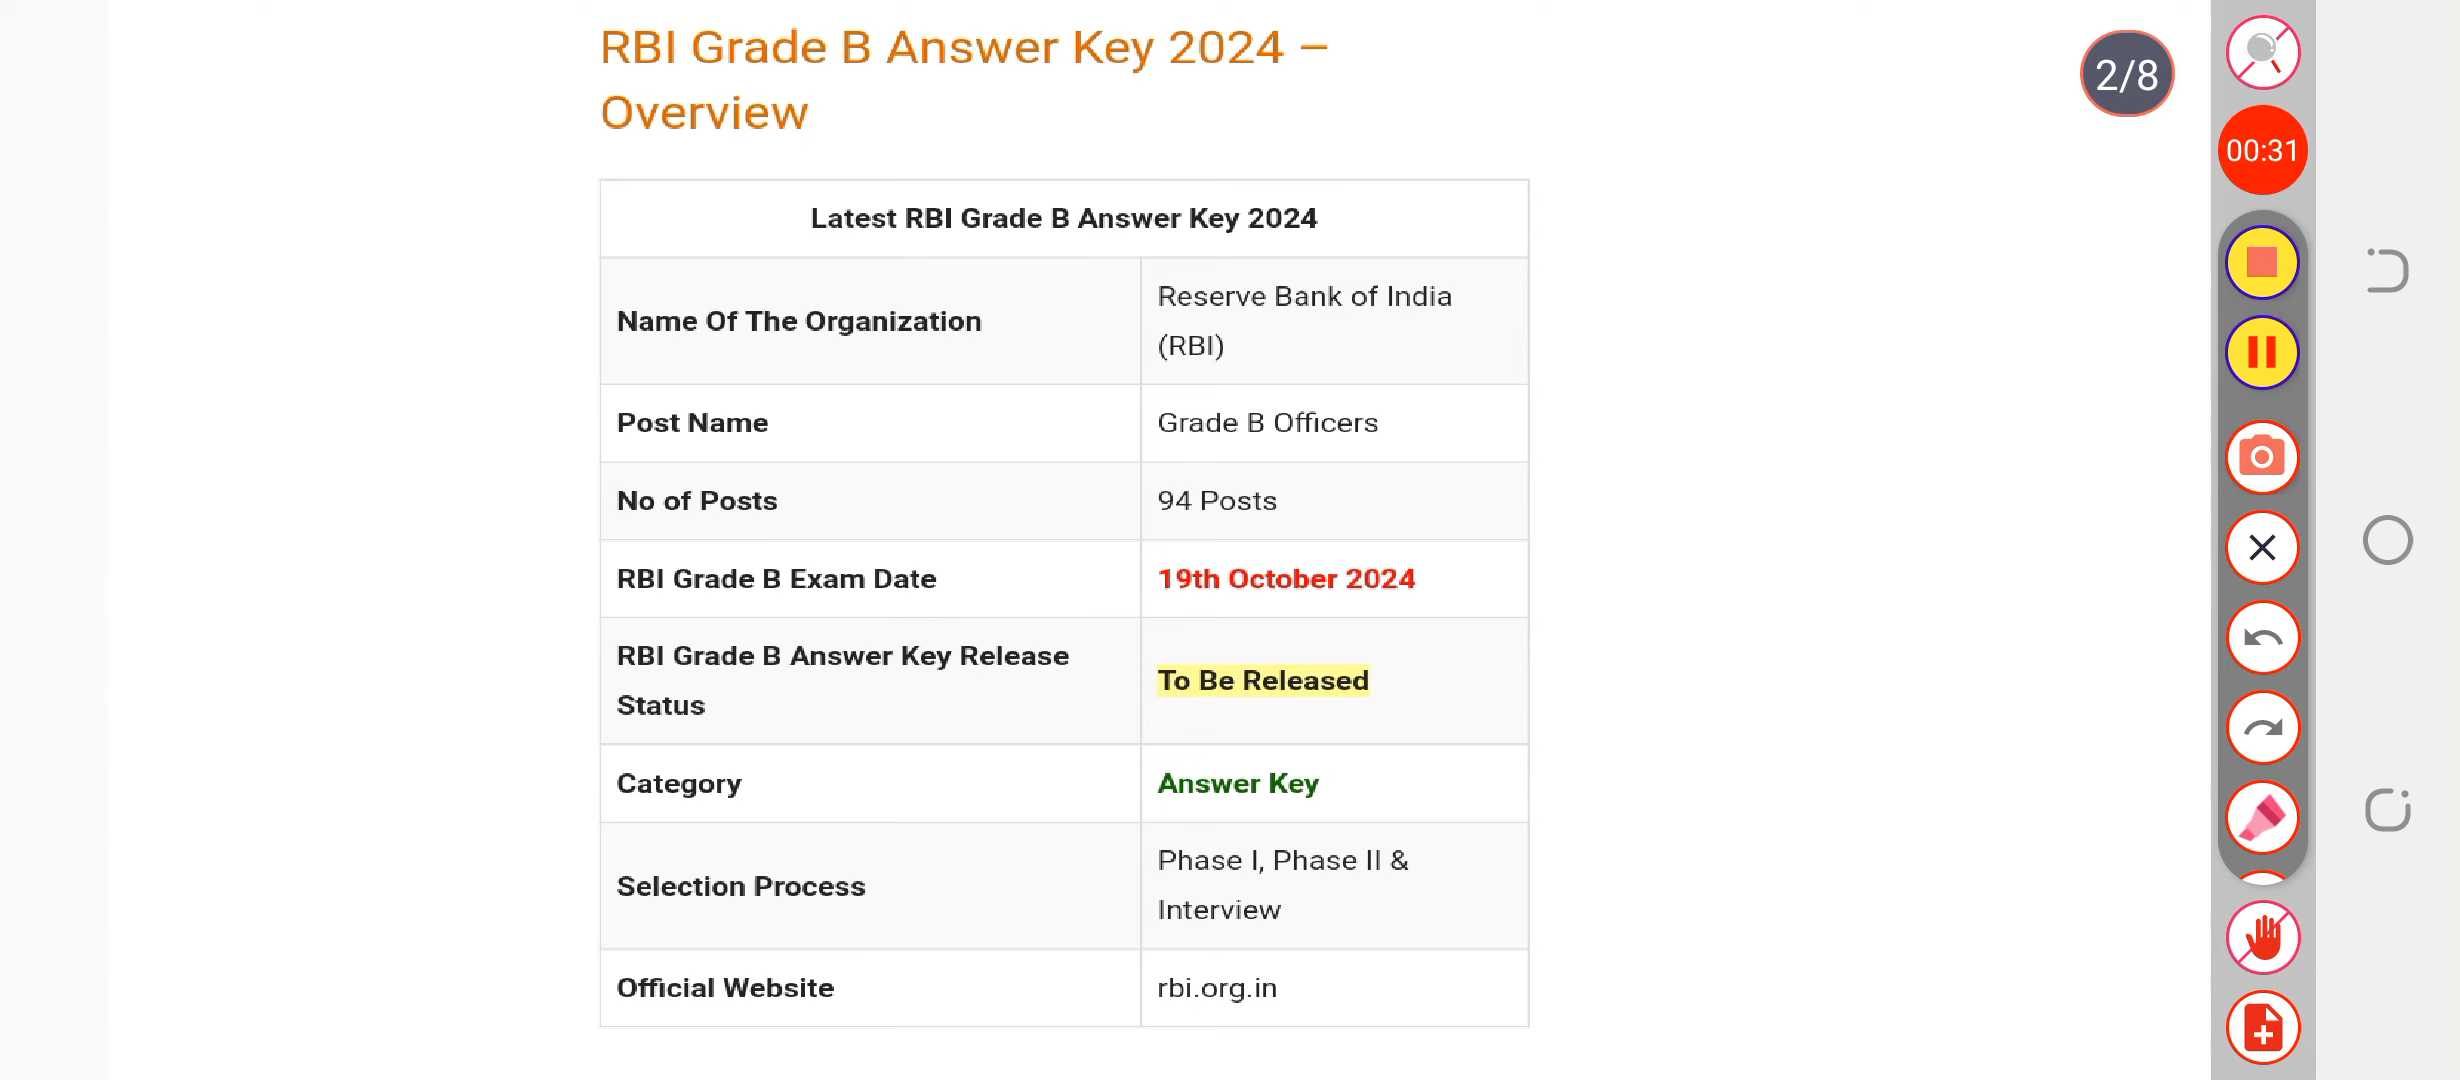 RBI Grade B Answer Key 2024 –
Overview
2/8
00:31
Latest RBI Grade B Answer Key 2024
Name Of The Organization
Reserve Bank of India
(RBI)
Post Name
Grade B Officers
No of Posts
94 Posts
RBI Grade B Exam Date
19th October 2024
RBI Grade B Answer Key Release
Status
To Be Released
Category
Answer Key
Selection Process
Phase I, Phase II &
Interview
Official Website
rbi.org.in